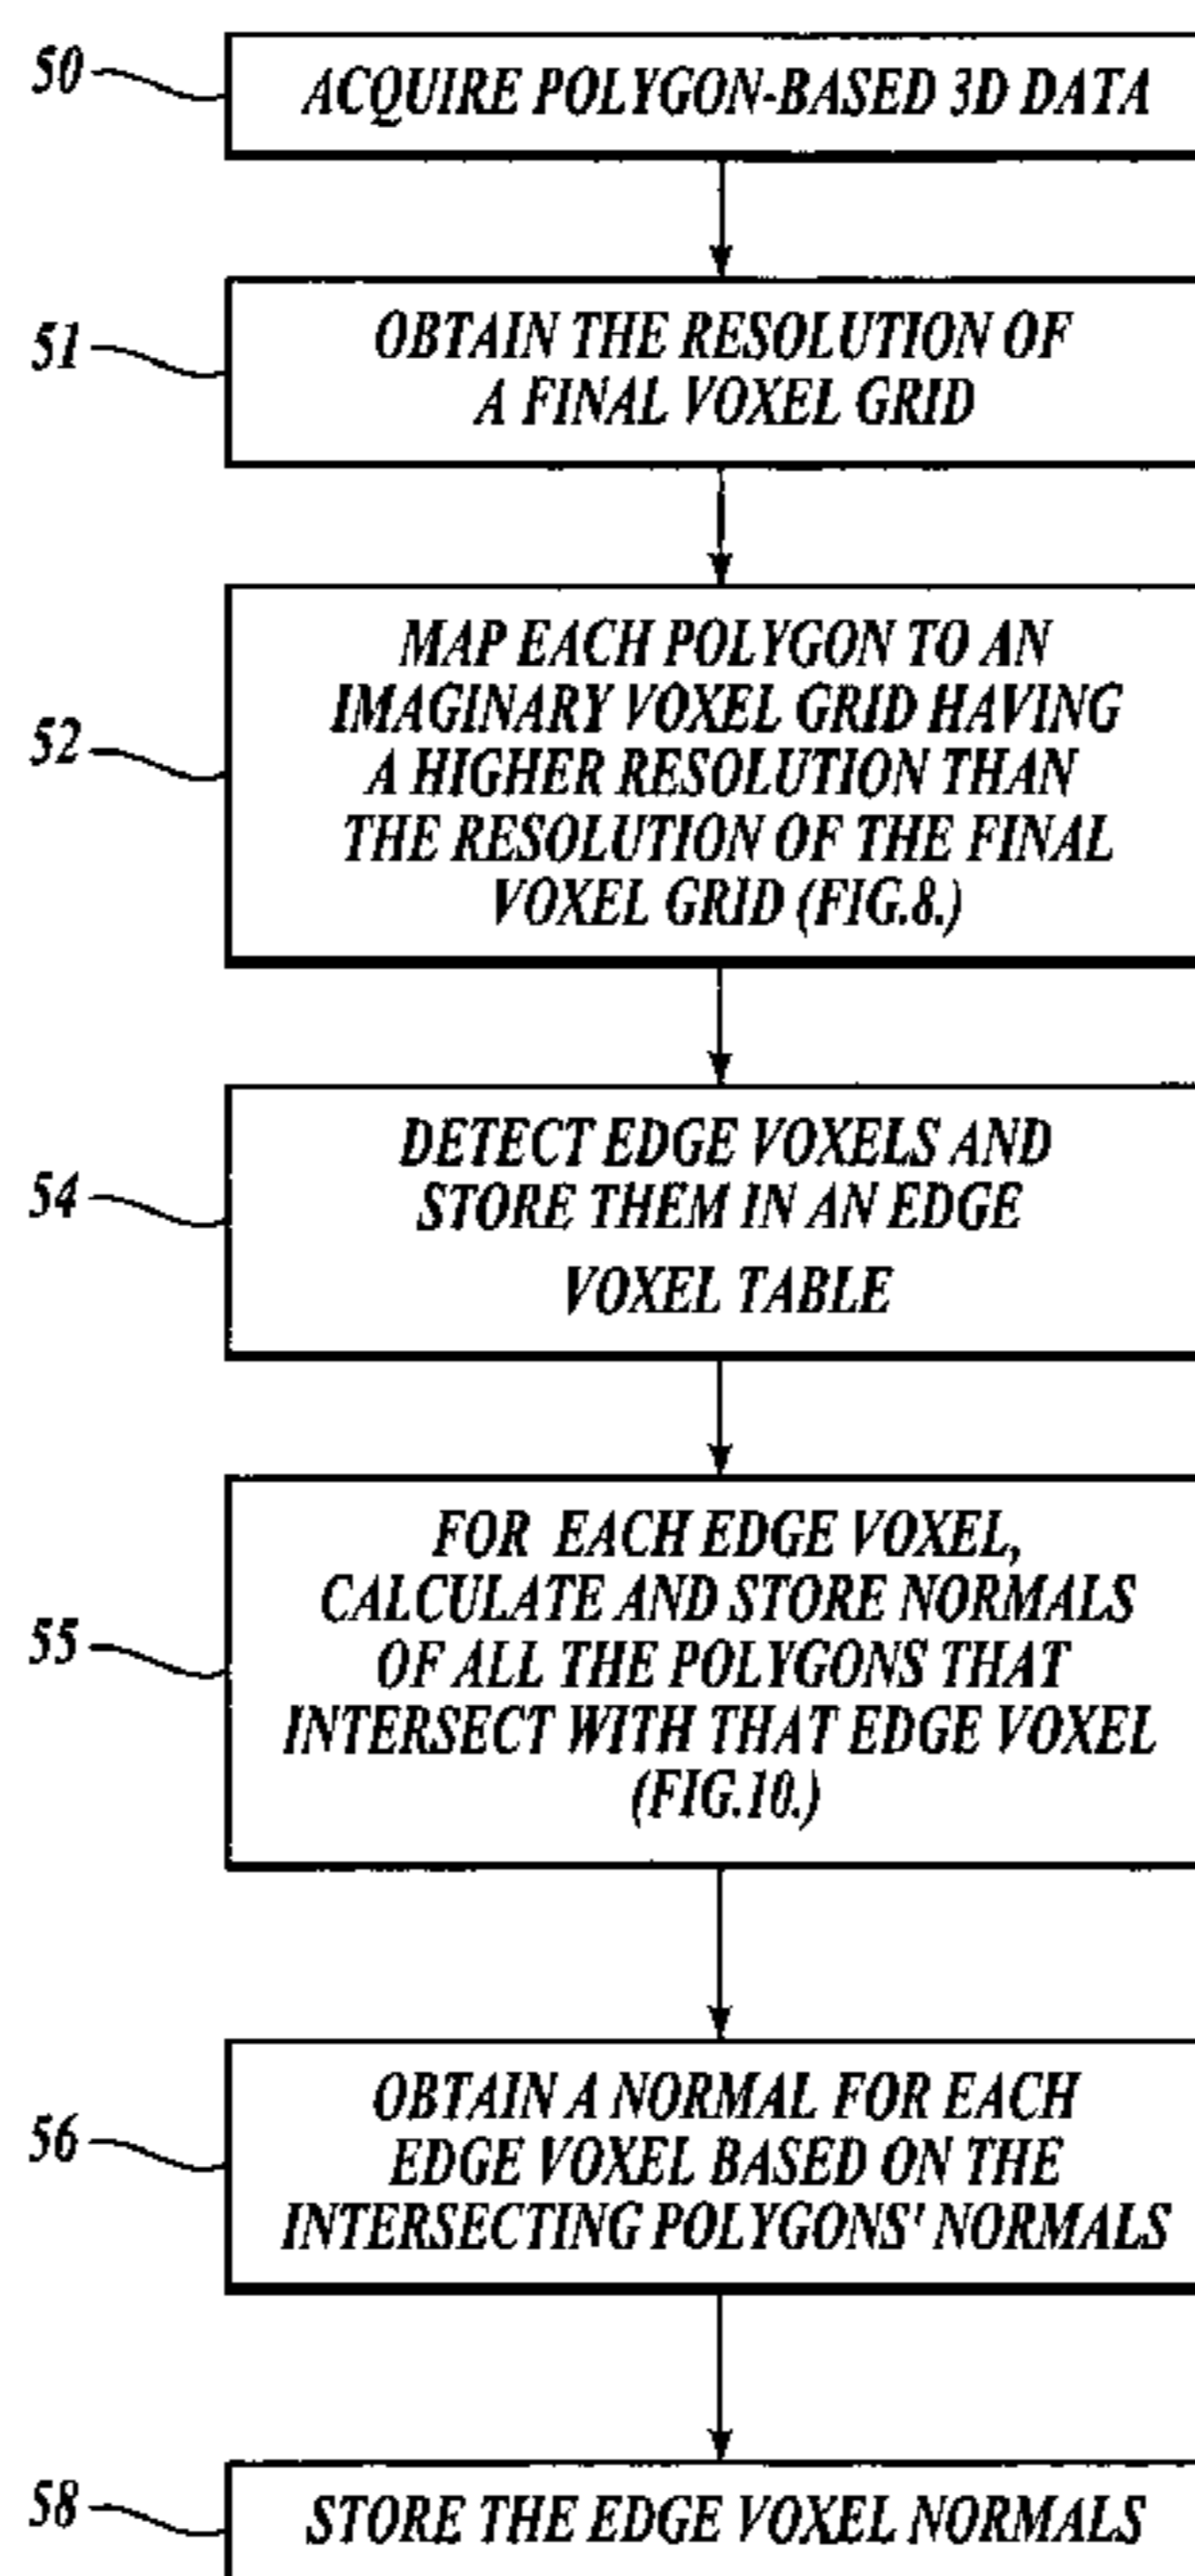 50
ACQUIRE POLYGON-BASED 3D DATA
51
OBTAIN THE RESOLUTION OF
A FINAL VOXEL GRID
52
MAP EACH POLYGON TO AN
IMAGINARY VOXEL GRID HAVING
A HIGHER RESOLUTION THAN
THE RESOLUTION OF THE FINAL
VOXEL GRID (FIG.8.)
54
DETECT EDGE VOXELS AND
STORE THEM IN AN EDGE
VOXEL TABLE
55
FOR EACH EDGE VOXEL,
CALCULATE AND STORE NORMALS
OF ALL THE POLYGONS THAT
INTERSECT WITH THAT EDGE VOXEL
(FIG.10.)
56
OBTAIN A NORMAL FOR EACH
EDGE VOXEL BASED ON THE
INTERSECTING POLYGONS' NORMALS
58
STORE THE EDGE VOXEL NORMALS